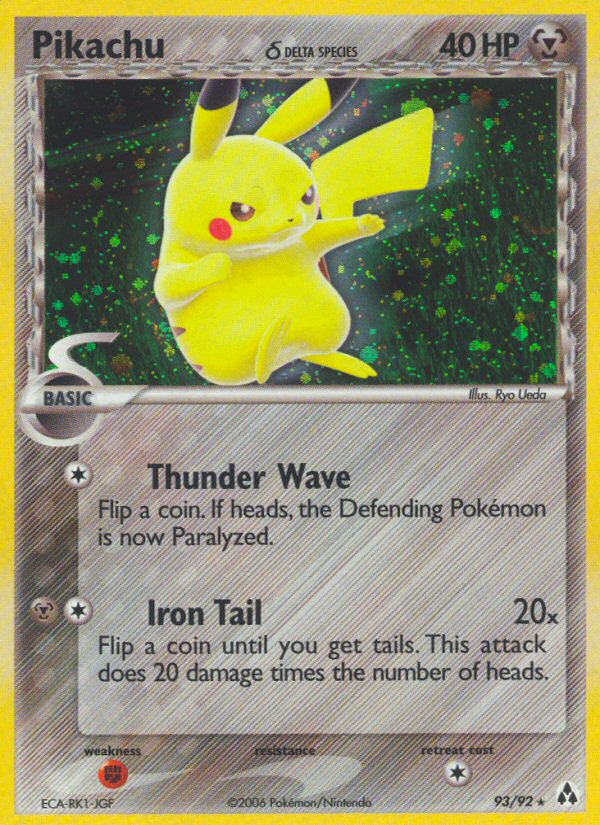 Pikachu δ DELTA SPECIES 40 HP
BASIC
Illus. Ryo Ueda
Thunder Wave
Flip a coin. If heads, the Defending Pokémon
is now Paralyzed.
Iron Tail 20x
Flip a coin until you get tails. This attack
does 20 damage times the number of heads.
weakness resistance retreat cost
ECA-RK1-JGF ©2006 Pokémon/Nintendo 93/92 ★